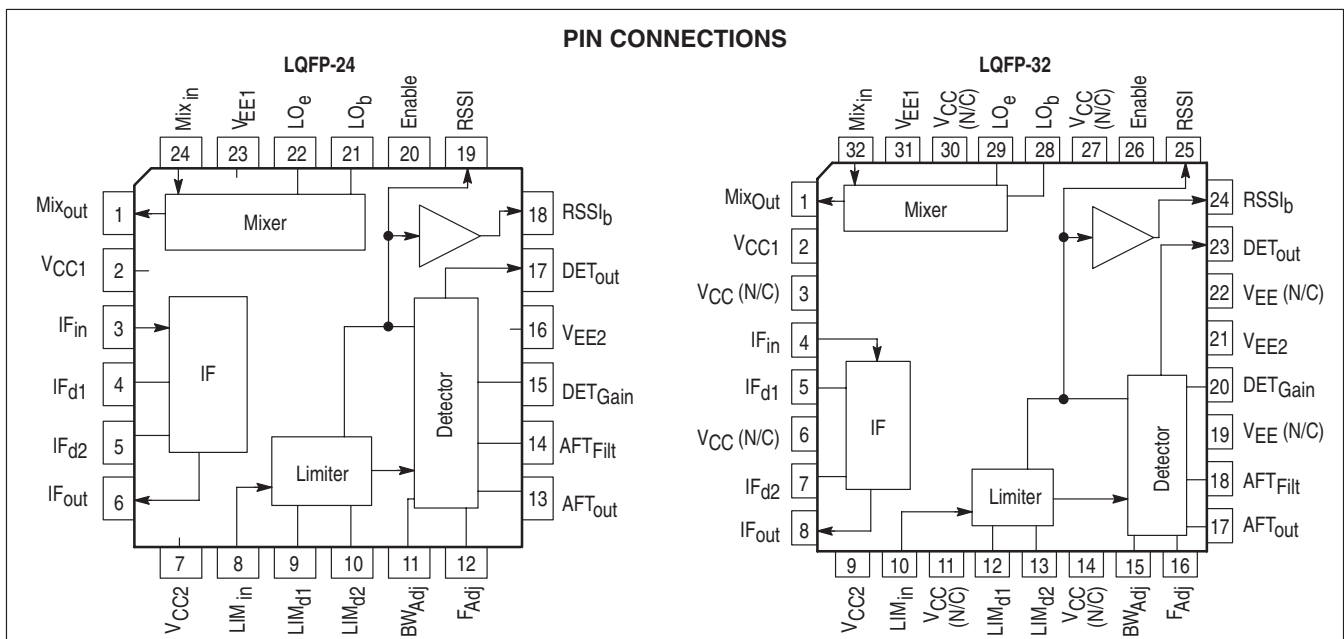 PIN CONNECTIONS
LQFP-24
Mixin
VEE1
LOe
LOb
Enable
RSSI
24
23
22
21
20
19
Mixout
1
Mixer
18
RSSIb
VCC1
2
17
DETout
IFin
3
IF
16
VEE2
IFd1
4
15
DETGain
Detector
IFd2
5
14
AFTFilt
Limiter
IFout
6
13
AFTout
7
8
9
10
11
12
VCC2
LIMin
LIMd1
LIMd2
BWAdj
FAdj
LQFP-32
Mixin
VEE1
VCC
(N/C)
LOe
LOb
VCC
(N/C)
Enable
RSSI
32
31
30
29
28
27
26
25
MixOut
1
Mixer
24
RSSIb
VCC1
2
23
DETout
VCC (N/C)
3
22
VEE (N/C)
IFin
4
21
VEE2
IFd1
5
20
DETGain
IF
VCC (N/C)
6
19
VEE (N/C)
Detector
IFd2
7
Limiter
18
AFTFilt
IFout
8
17
AFTout
9
10
11
12
13
14
15
16
VCC2
LIMin
VCC
(N/C)
LIMd1
LIMd2
VCC
(N/C)
BWAdj
FAdj